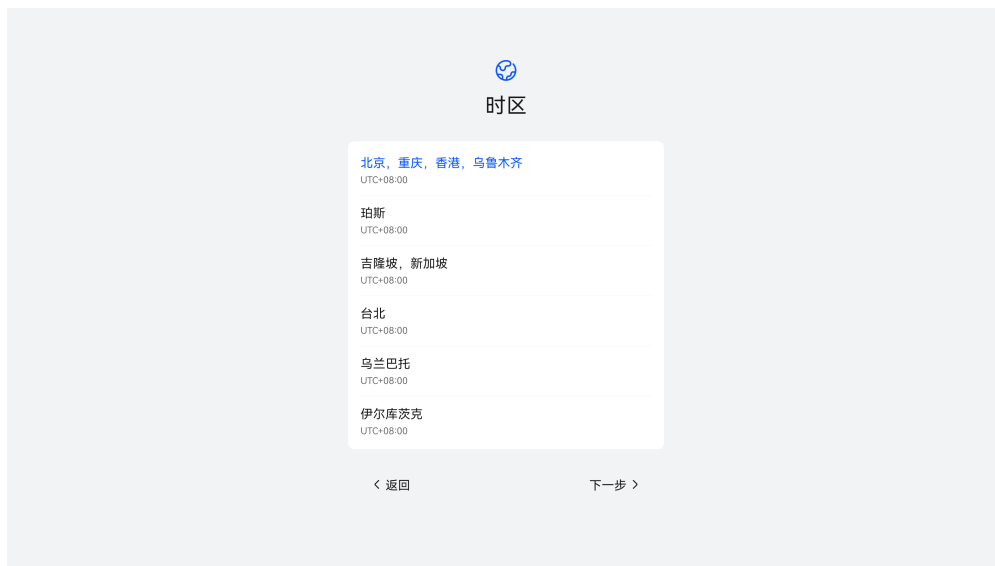 时区
北京，重庆，香港，乌鲁木齐
UTC+08:00
珀斯
UTC+08:00
吉隆坡，新加坡
UTC+08:00
台北
UTC+08:00
乌兰巴托
UTC+08:00
伊尔库茨克
UTC+08:00
返回
下一步